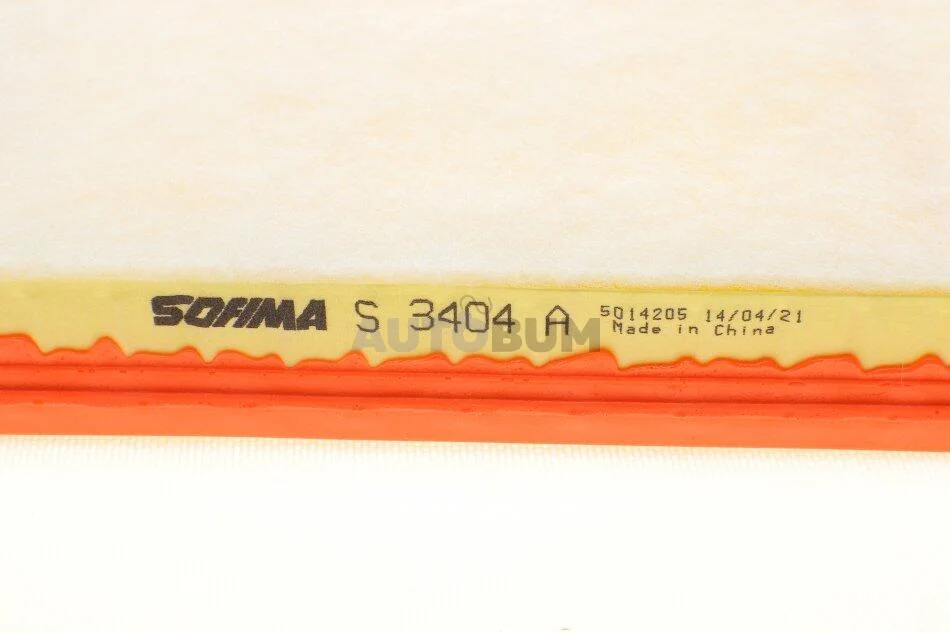 SOFIMA S 3404 A 5014205 14/04/21
Made in China
AUTOBUM